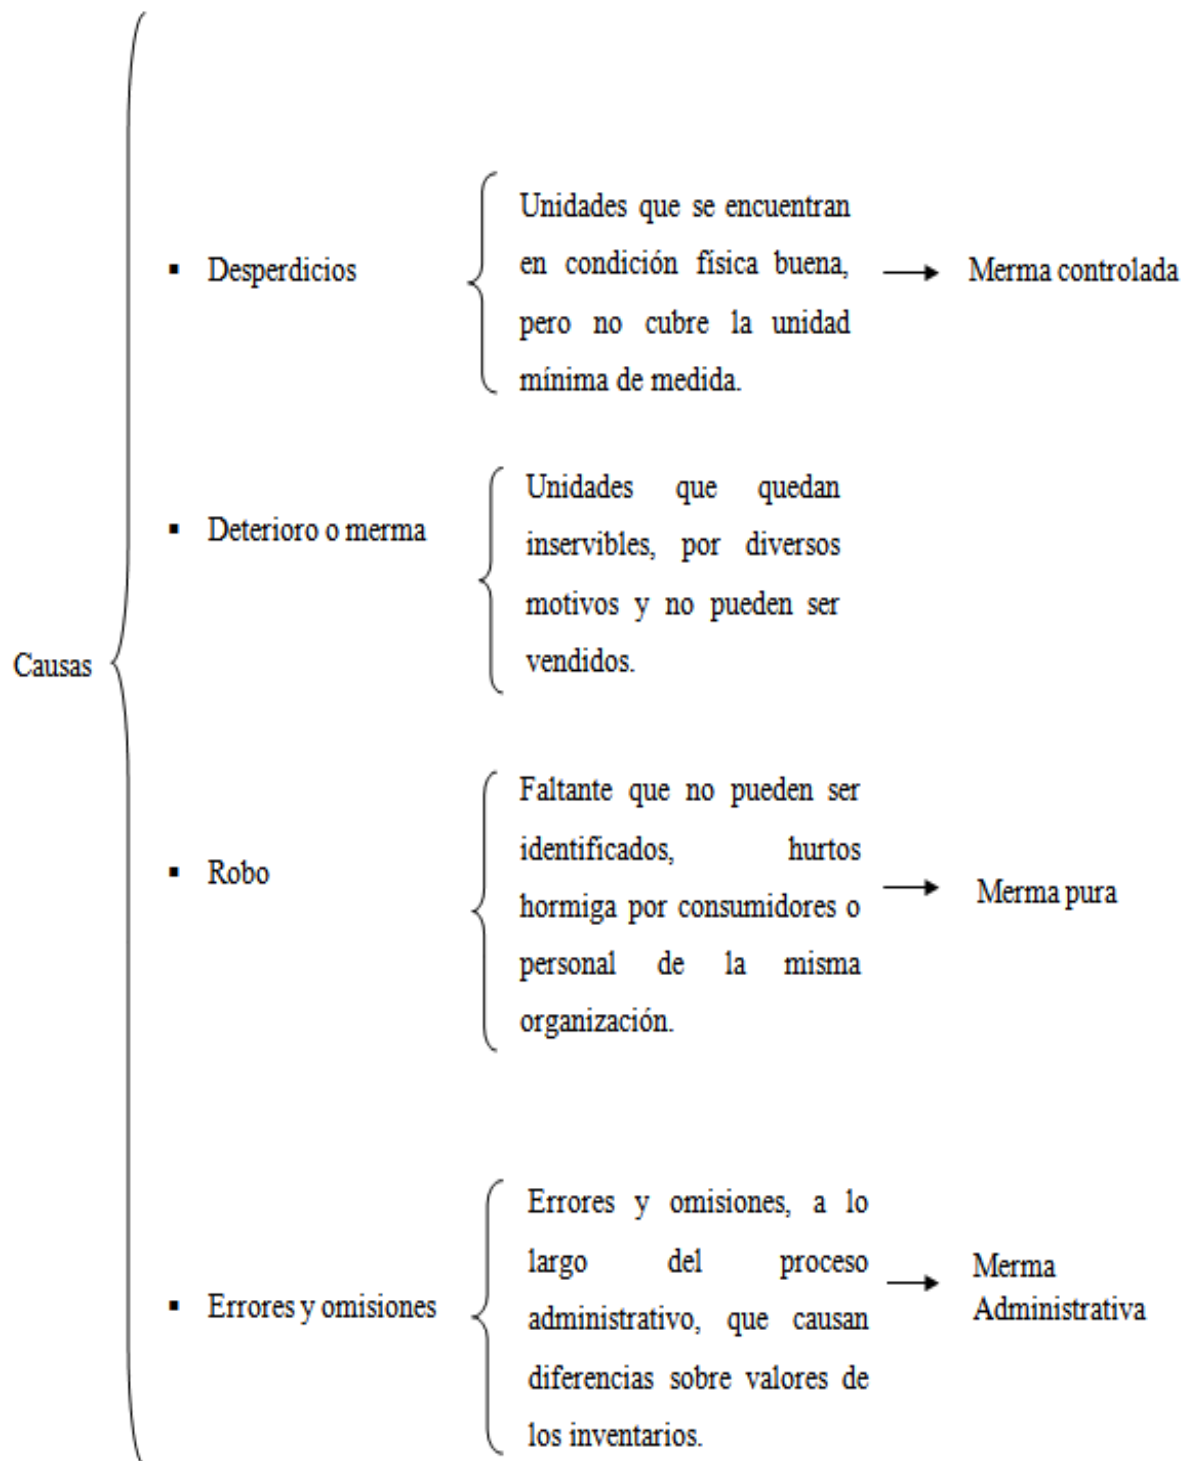 Causas
▪ Desperdicios
Unidades que se encuentran
en condición física buena,
pero no cubre la unidad
mínima de medida.
Merma controlada
▪ Deterioro o merma
Unidades que quedan
inservibles, por diversos
motivos y no pueden ser
vendidos.
▪ Robo
Faltante que no pueden ser
identificados, hurtos
hormiga por consumidores o
personal de la misma
organización.
Merma pura
▪ Errores y omisiones
Errores y omisiones, a lo
largo del proceso
administrativo, que causan
diferencias sobre valores de
los inventarios.
Merma
Administrativa